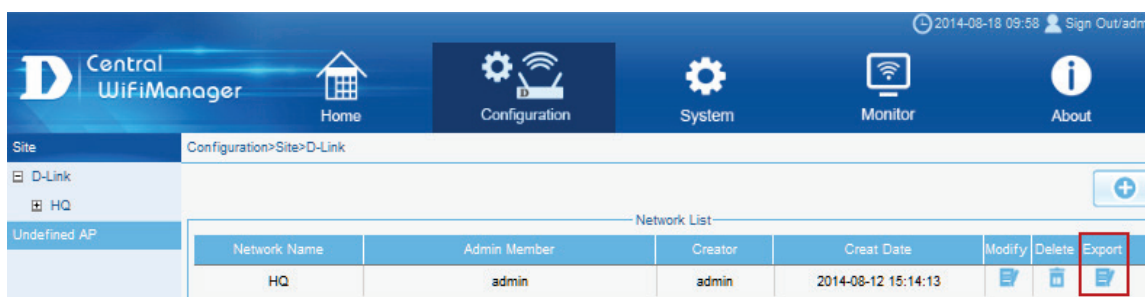 2014-08-18 09:58 Sign Out/adm
D Central WiFiManager
Home Configuration System Monitor About
Site
Configuration>Site>D-Link
D-Link
HQ
Undefined AP
Network List
Network Name Admin Member Creator Creat Date Modify Delete Export
HQ admin admin 2014-08-12 15:14:13